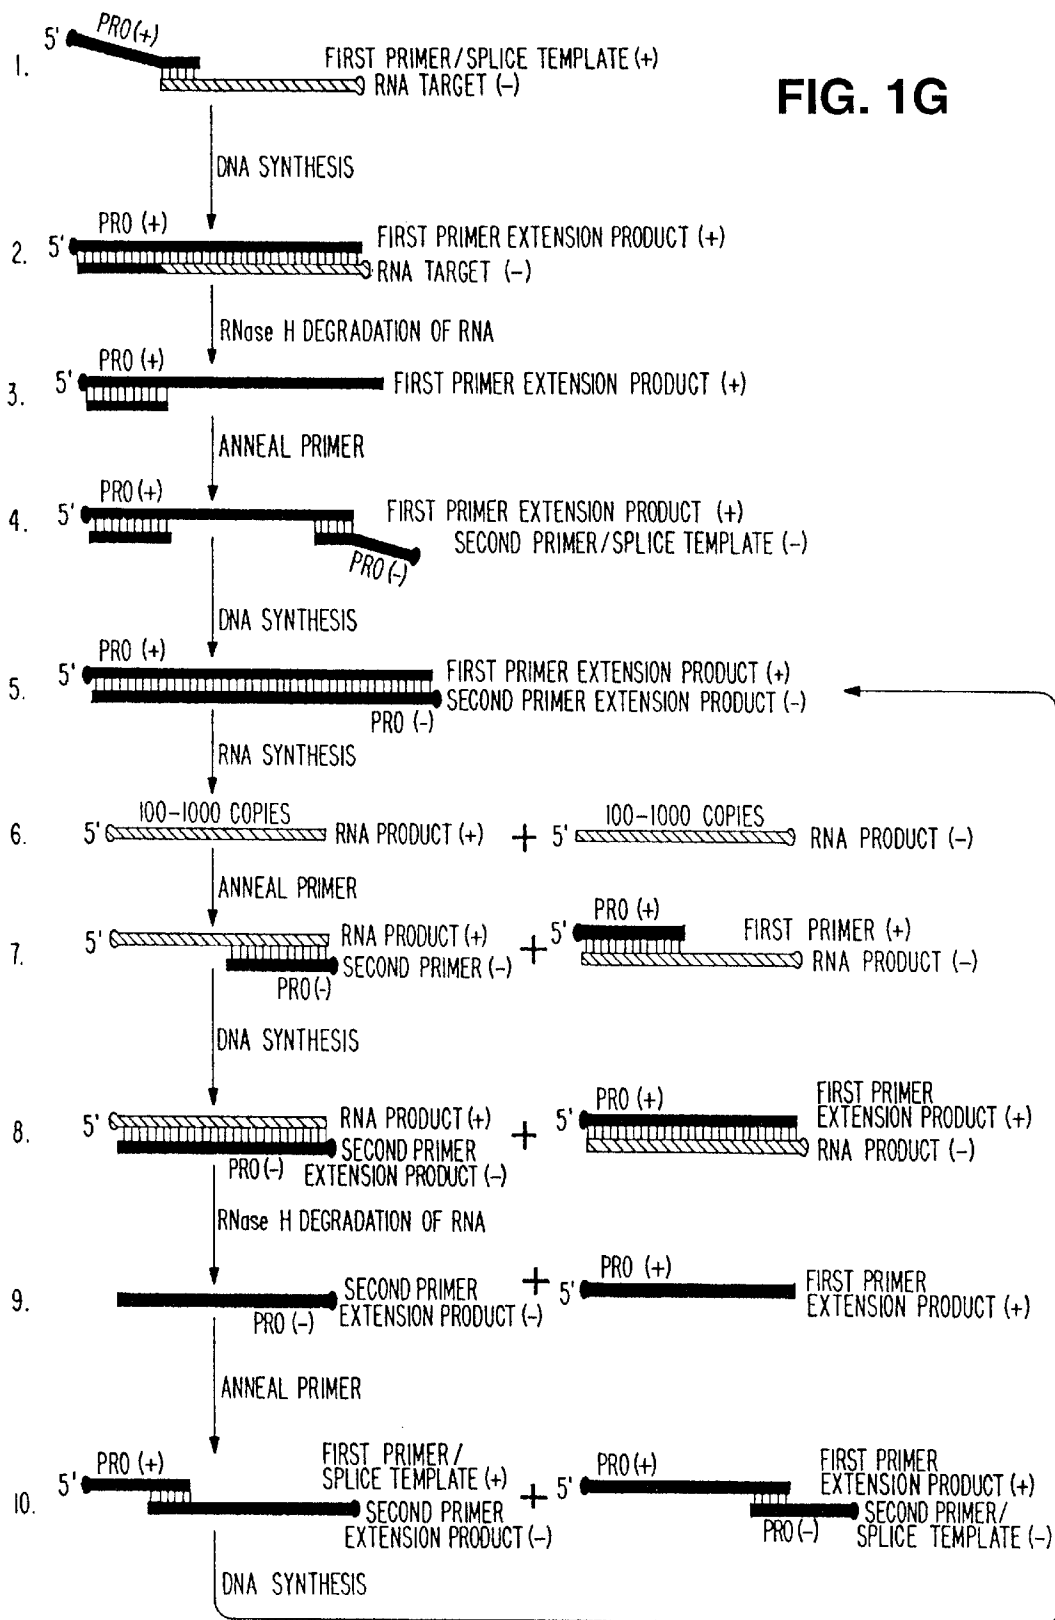 FIG. 1G
1.
5'
PRO (+)
FIRST PRIMER/SPLICE TEMPLATE (+)
RNA TARGET (-)
DNA SYNTHESIS
2.
5'
PRO (+)
FIRST PRIMER EXTENSION PRODUCT (+)
RNA TARGET (-)
RNase H DEGRADATION OF RNA
3.
5'
PRO (+)
FIRST PRIMER EXTENSION PRODUCT (+)
ANNEAL PRIMER
4.
5'
PRO (+)
FIRST PRIMER EXTENSION PRODUCT (+)
SECOND PRIMER/SPLICE TEMPLATE (-)
PRO (-)
DNA SYNTHESIS
5.
5'
PRO (+)
FIRST PRIMER EXTENSION PRODUCT (+)
SECOND PRIMER EXTENSION PRODUCT (-)
PRO (-)
RNA SYNTHESIS
6.
5'
100-1000 COPIES
RNA PRODUCT (+)
+
5'
100-1000 COPIES
RNA PRODUCT (-)
ANNEAL PRIMER
7.
5'
RNA PRODUCT (+)
SECOND PRIMER (-)
PRO (-)
+
5'
PRO (+)
FIRST PRIMER (+)
RNA PRODUCT (-)
DNA SYNTHESIS
8.
5'
RNA PRODUCT (+)
SECOND PRIMER
EXTENSION PRODUCT (-)
PRO (-)
+
5'
PRO (+)
FIRST PRIMER
EXTENSION PRODUCT (+)
RNA PRODUCT (-)
RNase H DEGRADATION OF RNA
9.
SECOND PRIMER
EXTENSION PRODUCT (-)
PRO (-)
+
5'
PRO (+)
FIRST PRIMER
EXTENSION PRODUCT (+)
ANNEAL PRIMER
10.
5'
PRO (+)
FIRST PRIMER/
SPLICE TEMPLATE (+)
SECOND PRIMER
EXTENSION PRODUCT (-)
+
5'
PRO (+)
FIRST PRIMER
EXTENSION PRODUCT (+)
SECOND PRIMER/
SPLICE TEMPLATE (-)
PRO (-)
DNA SYNTHESIS